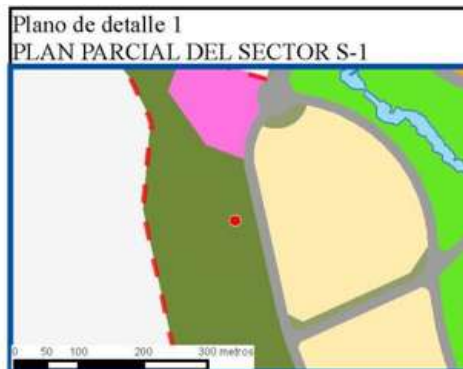 Plano de detalle 1
PLAN PARCIAL DEL SECTOR S-1
0 50 100 200 300 metros